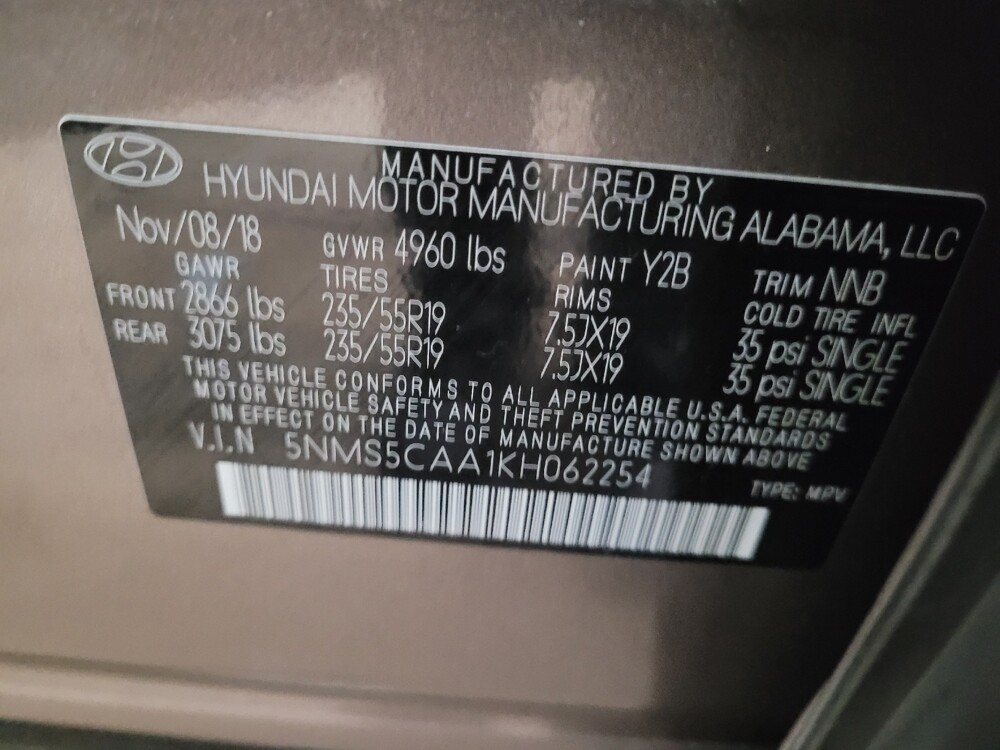 MANUFACTURED BY
HYUNDAI MOTOR MANUFACTURING ALABAMA, LLC
Nov/08/18 GVWR 4960 lbs PAINT Y2B TRIM NNB
GAWR TIRES RIMS COLD TIRE INFL
FRONT 2866 lbs 235/55R19 7.5JX19 35 psi SINGLE
REAR 3075 lbs 235/55R19 7.5JX19 35 psi SINGLE
THIS VEHICLE CONFORMS TO ALL APPLICABLE U.S.A. FEDERAL
MOTOR VEHICLE SAFETY AND THEFT PREVENTION STANDARDS
IN EFFECT ON THE DATE OF MANUFACTURE SHOWN ABOVE
V.I.N 5NMS5CAA1KH062254
TYPE: MPV